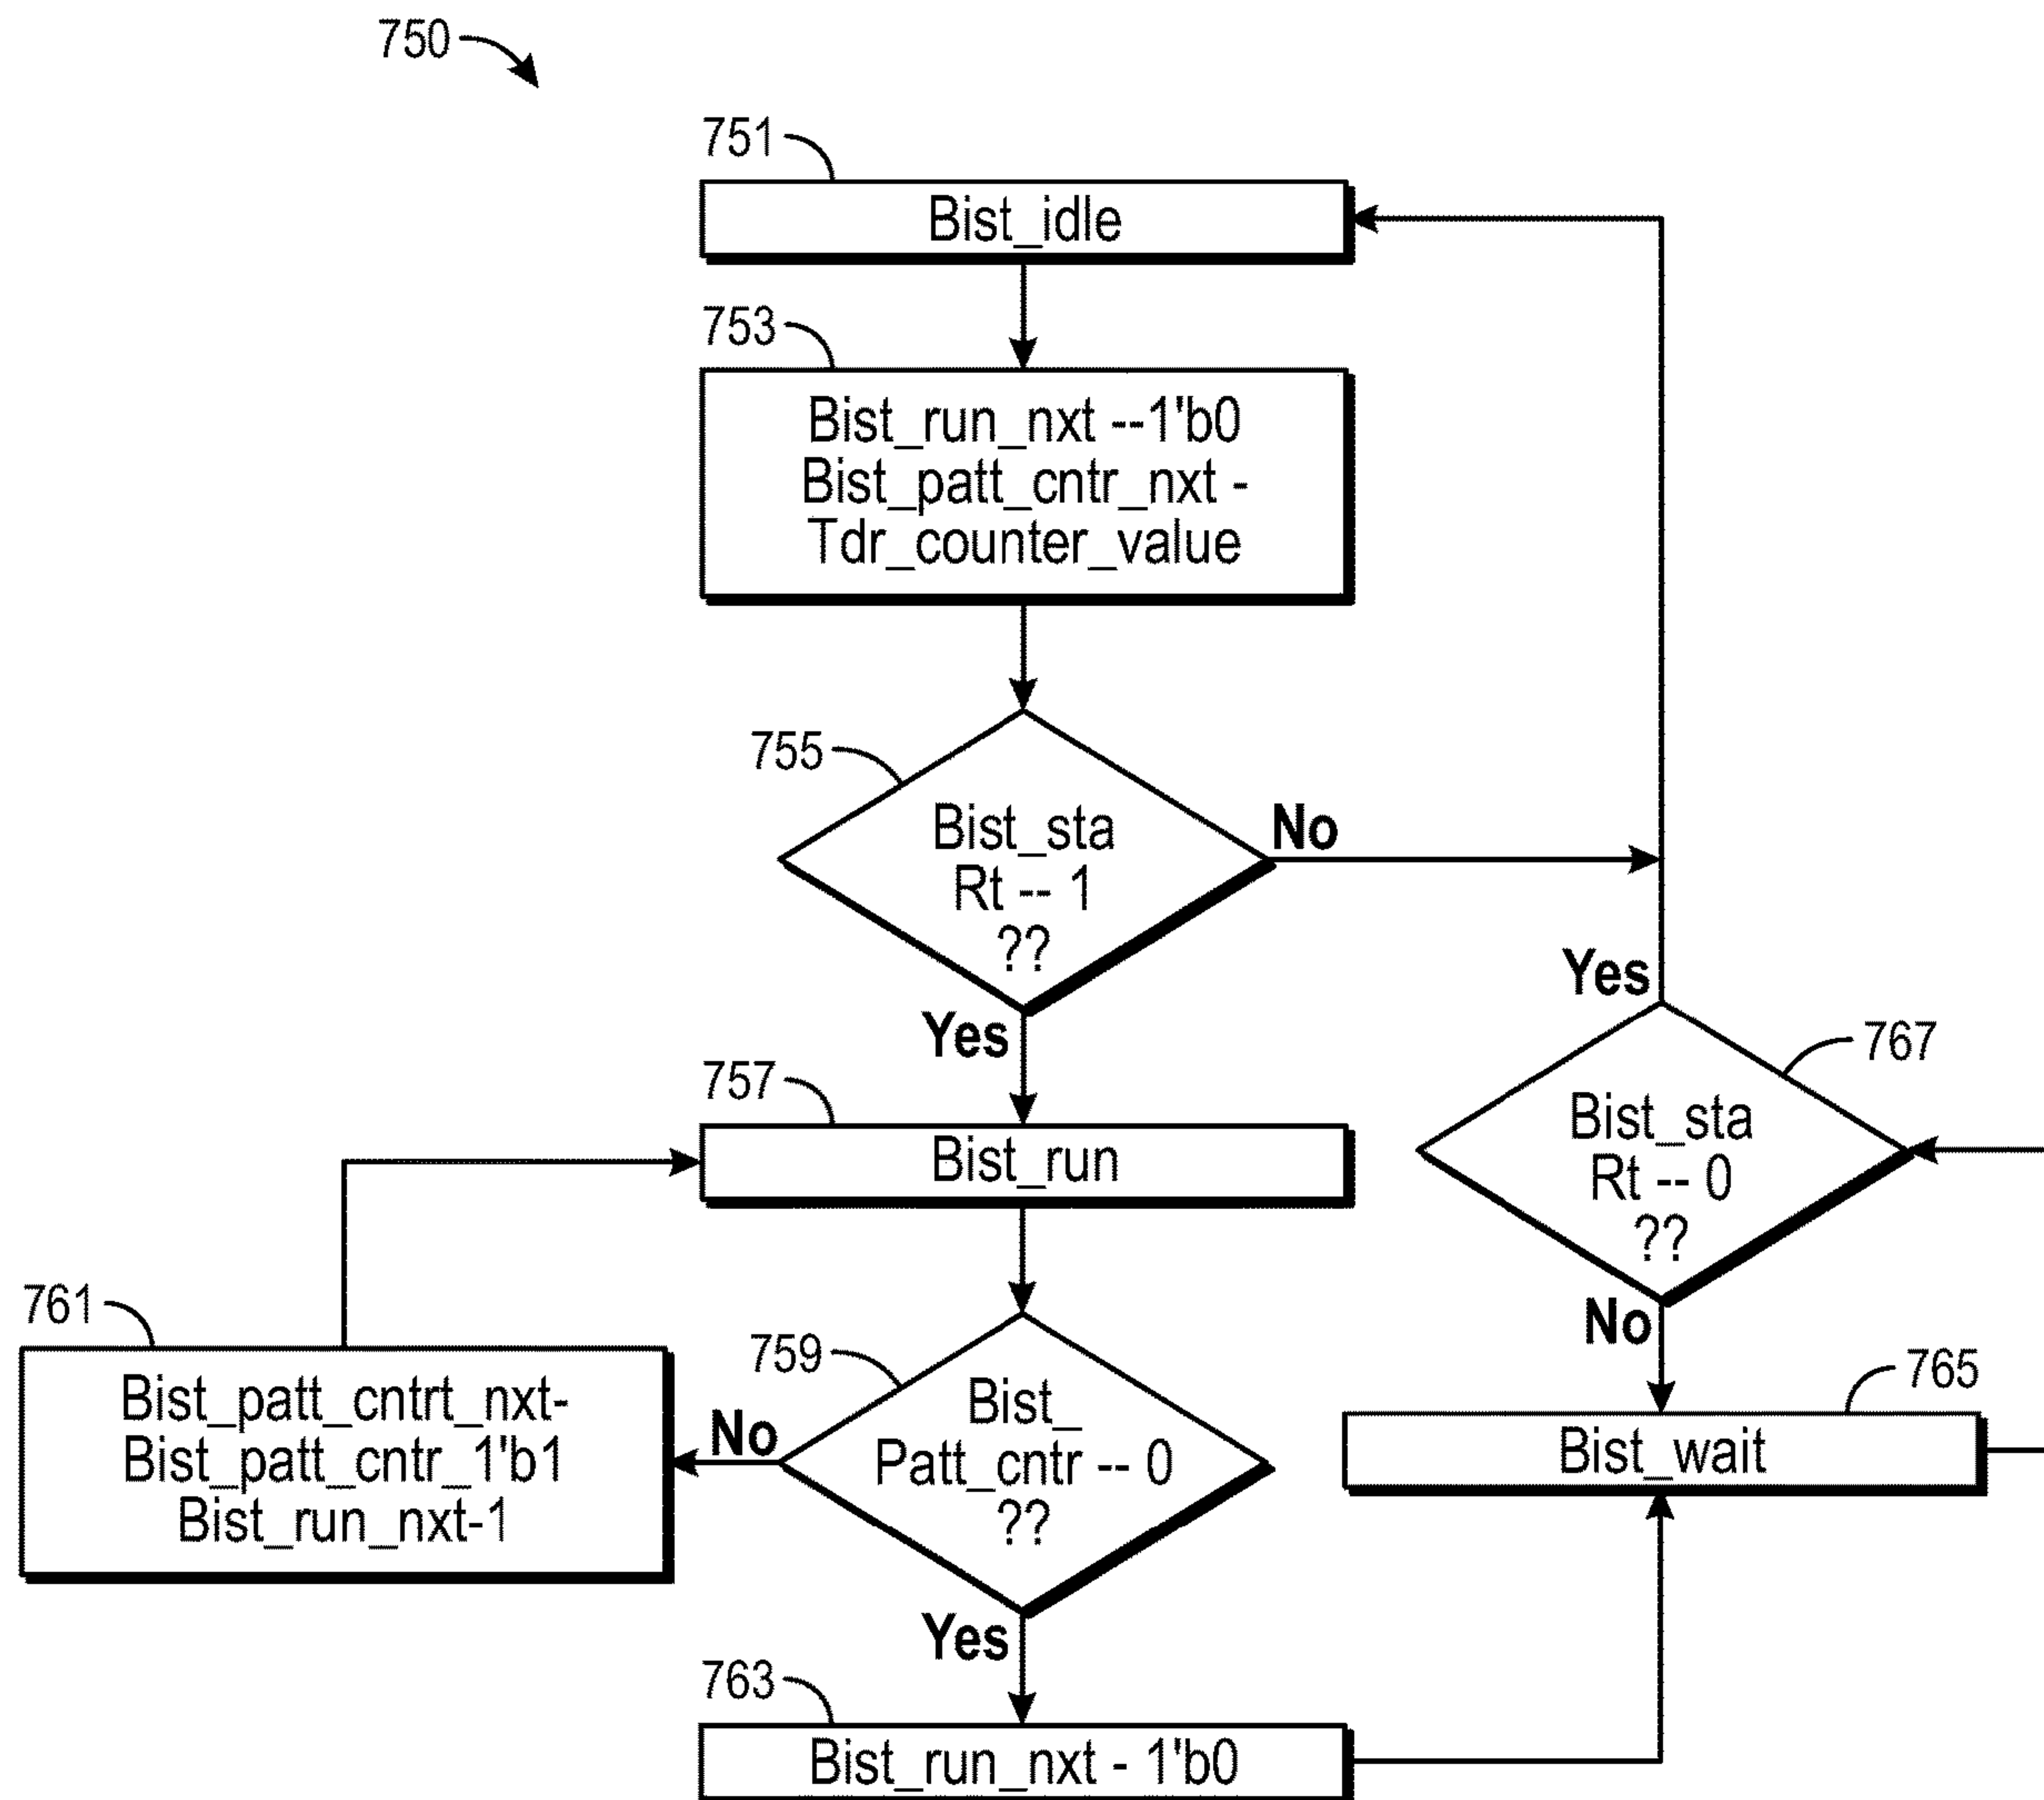 750
751
Bist_idle
753
Bist_run_nxt --1'b0
Bist_patt_cntr_nxt -
Tdr_counter_value
755
Bist_sta
Rt -- 1
??
No
Yes
Yes
767
Bist_sta
Rt -- 0
??
No
757
Bist_run
761
Bist_patt_cntrt_nxt-
Bist_patt_cntr_1'b1
Bist_run_nxt-1
759
Bist_
Patt_cntr -- 0
??
No
Yes
765
Bist_wait
763
Bist_run_nxt - 1'b0